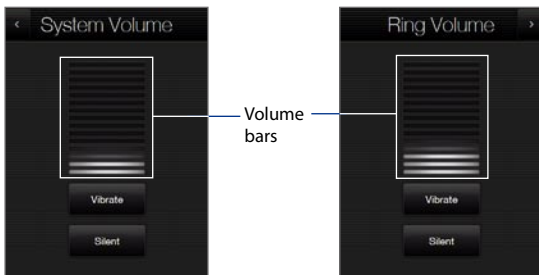 System Volume
Vibrate
Silent
Volume
bars
Ring Volume
Vibrate
Silent